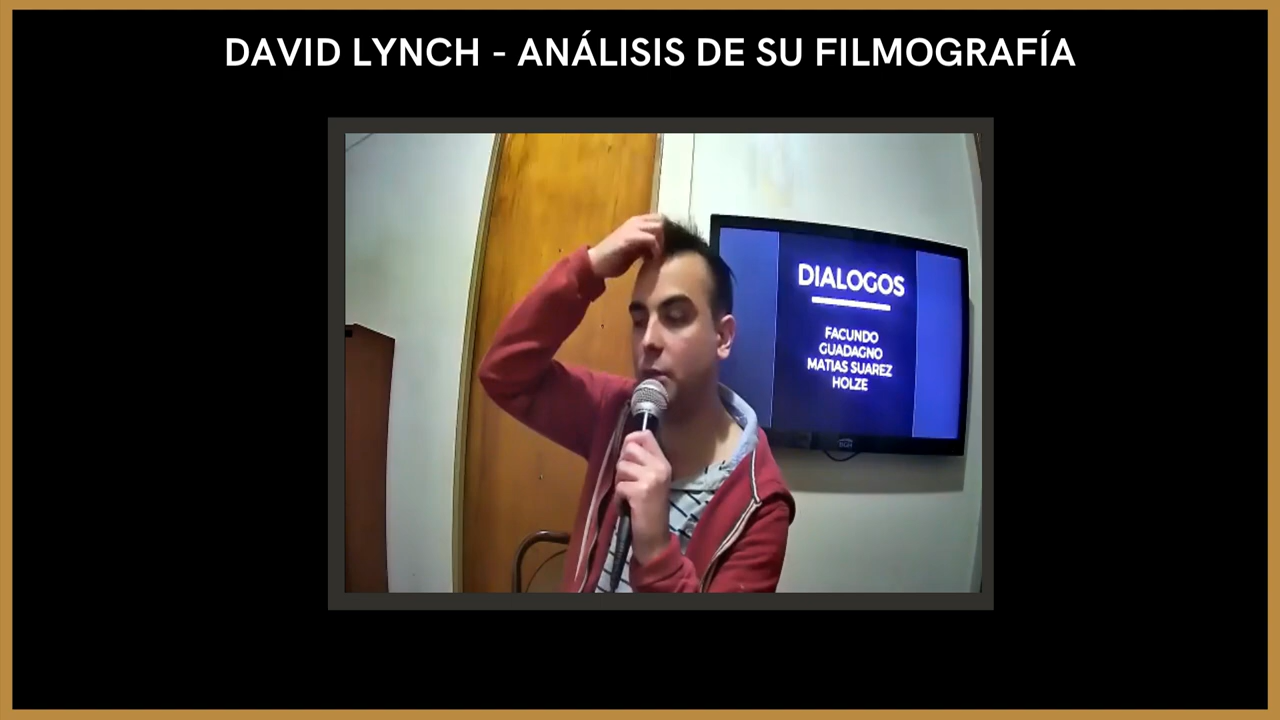 DAVID LYNCH - ANÁLISIS DE SU FILMOGRAFÍA
DIALOGOS
FACUNDO
GUADAGNO
MATIAS SUAREZ
HOLZE